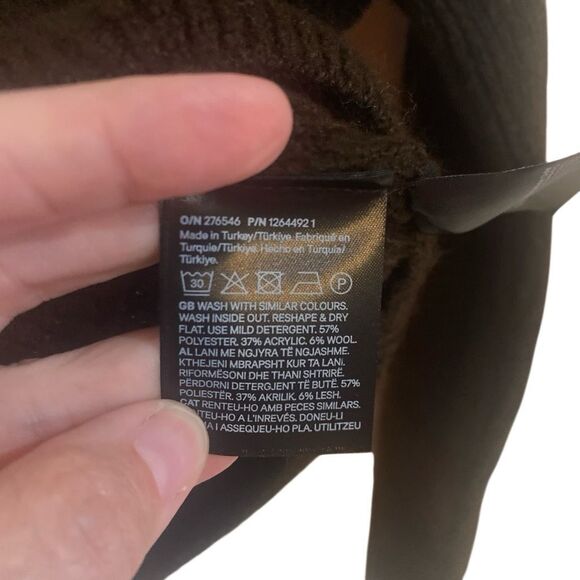 O/N 276546 P/N 1264492 1
Made in Turkey/Türkiye. Fabriqué en
Turquie/Türkiye. Hecho en Turquía/
Türkiye.
30 P
GB WASH WITH SIMILAR COLOURS.
WASH INSIDE OUT. RESHAPE & DRY
FLAT. USE MILD DETERGENT. 57%
POLYESTER. 37% ACRYLIC. 6% WOOL.
AL LANI ME NGJYRA TË NGJASHME.
KTHEJENI MBRAPSHT KUR TA LANI.
RIFORMËSONI DHE THANI SHTRIRË.
PËRDORNI DETERGJENT TË BUTË. 57%
POLIESTËR. 37% AKRILIK. 6% LESH.
CAT RENTEU-HO AMB PECES SIMILARS.
RENTEU-HO A L'INREVÉS. DONEU-LI
I ASSEQUEU-HO PLA. UTILITZEU